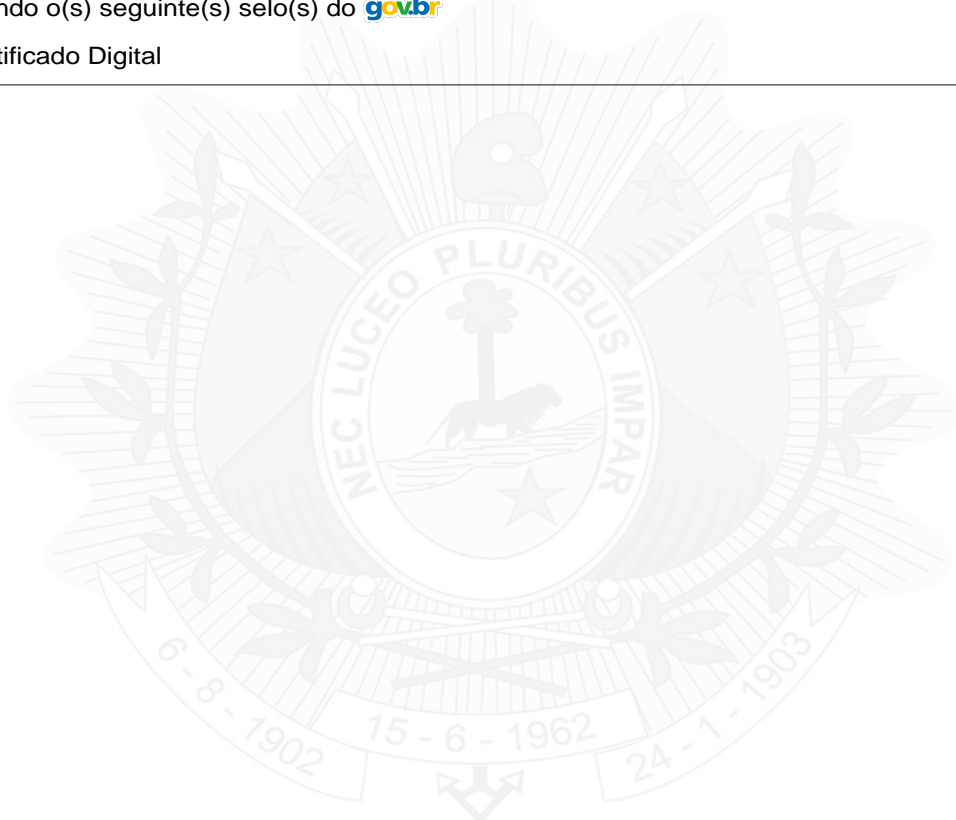 ndo o(s) seguinte(s) selo(s) do gov.br
tificado Digital
NEC LUCEO PLURIBUS IMPAR
6 - 8 - 1902
15 - 6 - 1962
24 - 1 - 1903